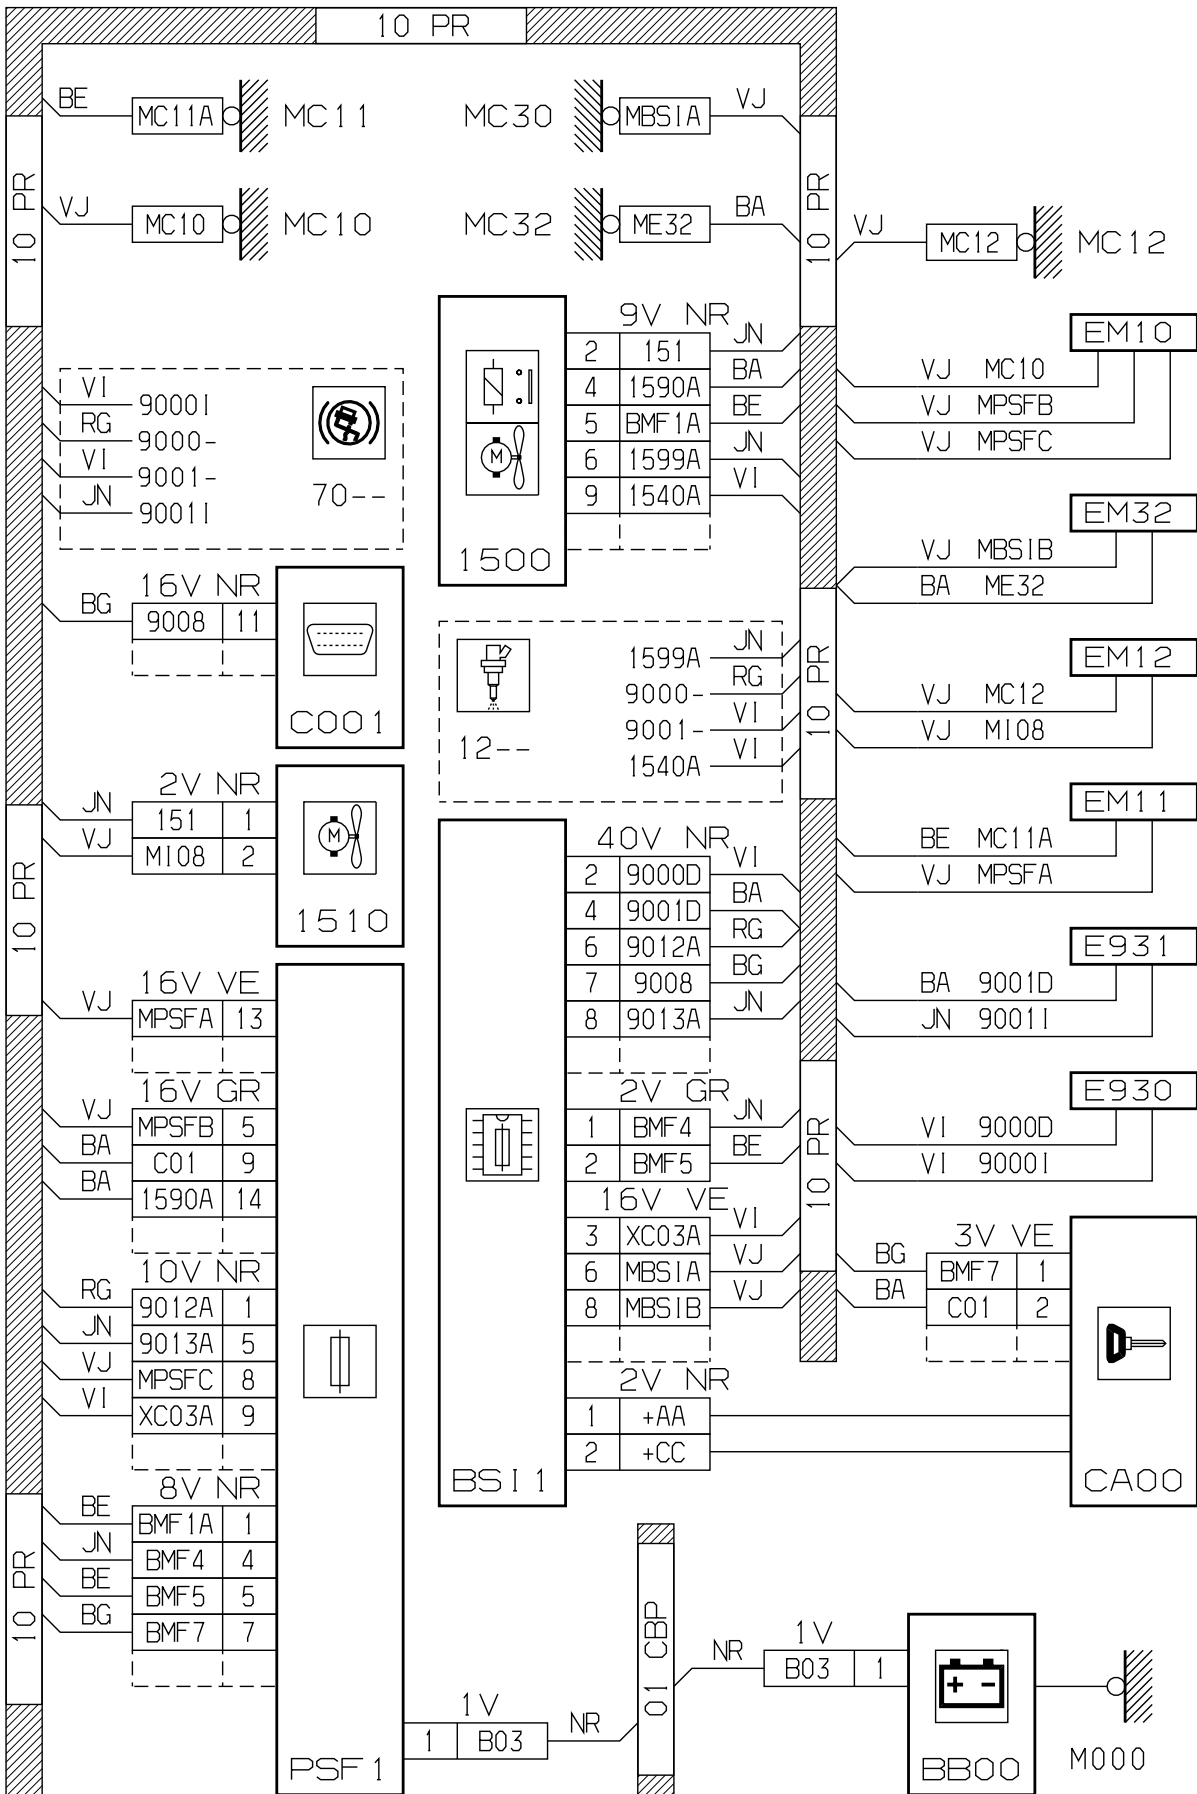 10 PR
BE MC11A MC11
MC30 MBSIA VJ
10 PR
10 PR
VJ MC10 MC10
MC32 ME32 BA
VJ MC12 MC12
9V NR
2 151 JN
4 1590A BA
5 BMF1A BE
6 1599A JN
9 1540A VI
1500
VI 9000I
RG 9000-
VI 9001-
JN 9001I
70--
EM10
VJ MC10
VJ MPSFB
VJ MPSFC
EM32
VJ MBSIB
BA ME32
16V NR
BG 9008 11
C001
1599A JN
9000- RG
9001- VI
1540A VI
12--
10 PR
EM12
VJ MC12
VJ MI08
2V NR
JN 151 1
VJ MI08 2
1510
10 PR
EM11
BE MC11A
VJ MPSFA
40V NR
2 9000D VI
4 9001D BA
6 9012A RG
7 9008 BG
8 9013A JN
E931
BA 9001D
JN 9001I
16V VE
VJ MPSFA 13
16V GR
VJ MPSFB 5
BA C01 9
BA 1590A 14
2V GR
1 BMF4 JN
2 BMF5 BE
10 PR
E930
VI 9000D
VI 9000I
16V VE
3 XC03A VI
6 MBSIA VJ
8 MBSIB VJ
3V VE
BG BMF7 1
BA C01 2
10V NR
RG 9012A 1
JN 9013A 5
VJ MPSFC 8
VI XC03A 9
2V NR
1 +AA
2 +CC
BSI1
CA00
8V NR
BE BMF1A 1
JN BMF4 4
BE BMF5 5
BG BMF7 7
10 PR
01 CBP
1V
NR B03 1
M
M
+ -
1V
1 B03 NR
PSF1
BB00
M000